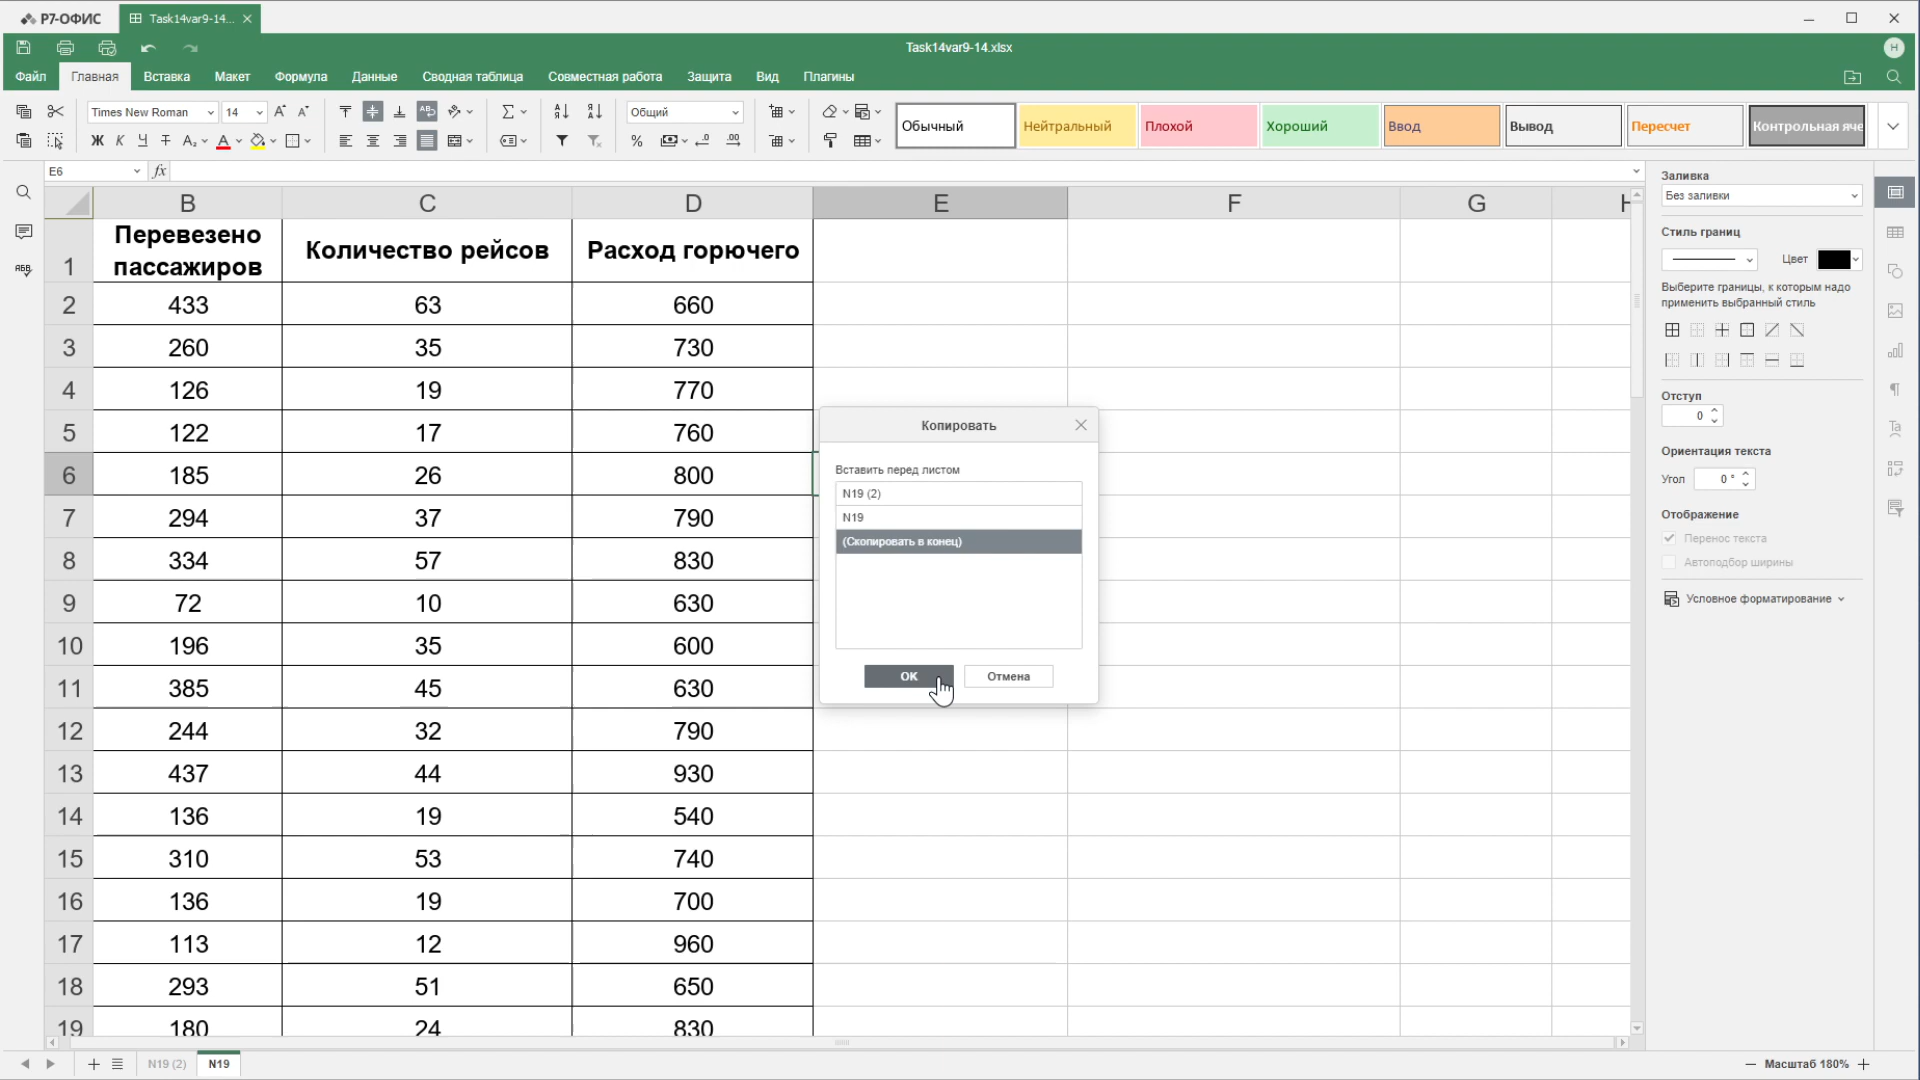 Р7-ОФИС
Task14var9-14...
Task14var9-14.xlsx
Н
Файл Главная Вставка Макет Формула Данные Сводная таблица Совместная работа Защита Вид Плагины
Times New Roman 14 Общий
Обычный Нейтральный Плохой Хороший Ввод Вывод Пересчет Контрольная яче
Ж К Ч Т
E6 fx
B C D E F G H
1 Перевезено пассажиров Количество рейсов Расход горючего
2 433 63 660
3 260 35 730
4 126 19 770
5 122 17 760
6 185 26 800
7 294 37 790
8 334 57 830
9 72 10 630
10 196 35 600
11 385 45 630
12 244 32 790
13 437 44 930
14 136 19 540
15 310 53 740
16 136 19 700
17 113 12 960
18 293 51 650
19 180 24 830
Копировать
Вставить перед листом
N19 (2)
N19
(Скопировать в конец)
ОК Отмена
Заливка
Без заливки
Стиль границ
Цвет
Выберите границы, к которым надо
применить выбранный стиль
Отступ
0
Ориентация текста
Угол 0 °
Отображение
Перенос текста
Автоподбор ширины
Условное форматирование
N19 (2) N19
Масштаб 180%